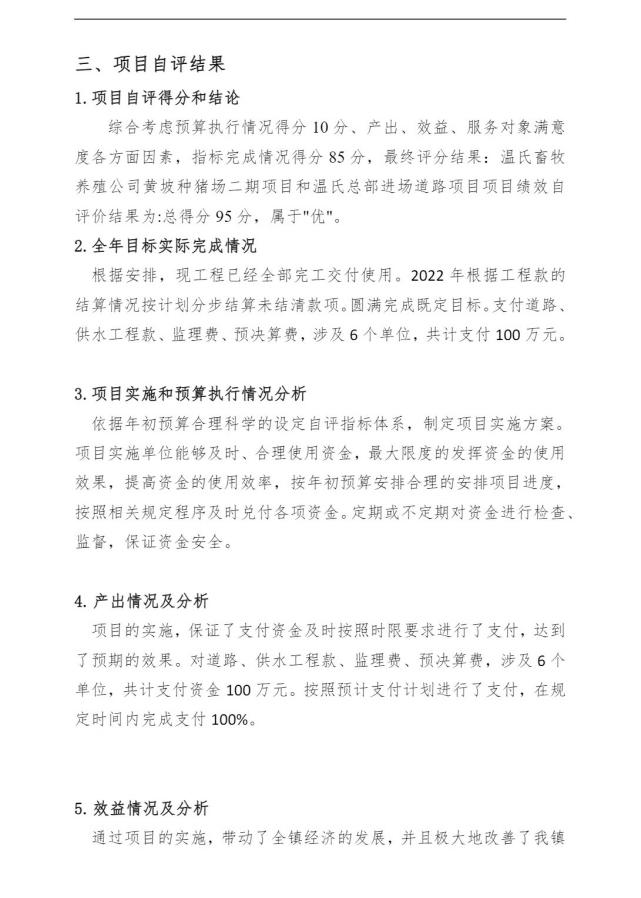 三、项目自评结果
1.项目自评得分和结论
综合考虑预算执行情况得分 10 分、产出、效益、服务对象满意
度各方面因素，指标完成情况得分 85 分，最终评分结果：温氏畜牧
养殖公司黄坡种猪场二期项目和温氏总部进场道路项目项目绩效自
评价结果为:总得分 95 分，属于"优"。
2.全年目标实际完成情况
根据安排，现工程已经全部完工交付使用。2022 年根据工程款的
结算情况按计划分步结算未结清款项。圆满完成既定目标。支付道路、
供水工程款、监理费、预决算费，涉及 6 个单位，共计支付 100 万元。
3.项目实施和预算执行情况分析
依据年初预算合理科学的设定自评指标体系，制定项目实施方案。
项目实施单位能够及时、合理使用资金，最大限度的发挥资金的使用
效果，提高资金的使用效率，按年初预算安排合理的安排项目进度，
按照相关规定程序及时兑付各项资金。定期或不定期对资金进行检查、
监督，保证资金安全。
4.产出情况及分析
项目的实施，保证了支付资金及时按照时限要求进行了支付，达到
了预期的效果。对道路、供水工程款、监理费、预决算费，涉及 6 个
单位，共计支付资金 100 万元。按照预计支付计划进行了支付，在规
定时间内完成支付 100%。
5.效益情况及分析
通过项目的实施，带动了全镇经济的发展，并且极大地改善了我镇